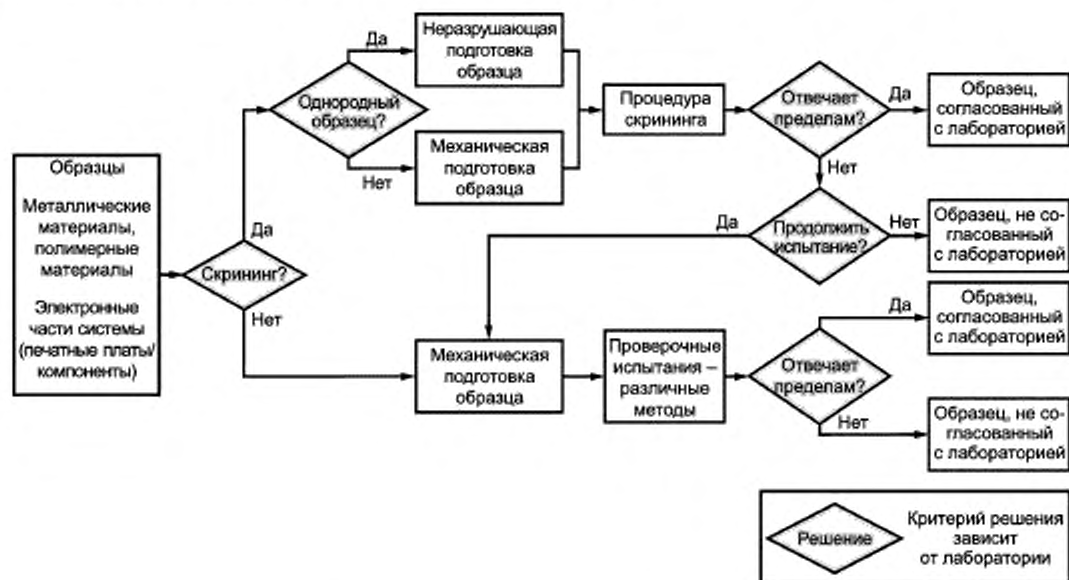 Образцы
Металлические
материалы,
полимерные
материалы
Электронные
части системы
(печатные платы/
компоненты)
Скрининг?
Да
Нет
Однородный
образец?
Да
Нет
Неразрушающая
подготовка
образца
Механическая
подготовка
образца
Процедура
скрининга
Отвечает
пределам?
Да
Нет
Образец,
согласованный
с лабораторией
Продолжить
испытание?
Да
Нет
Образец, не со-
гласованный
с лабораторией
Механическая
подготовка
образца
Проверочные
испытания –
различные
методы
Отвечает
пределам?
Да
Нет
Образец,
согласованный
с лабораторией
Образец, не со-
гласованный
с лабораторией
Решение
Критерий решения
зависит
от лаборатории